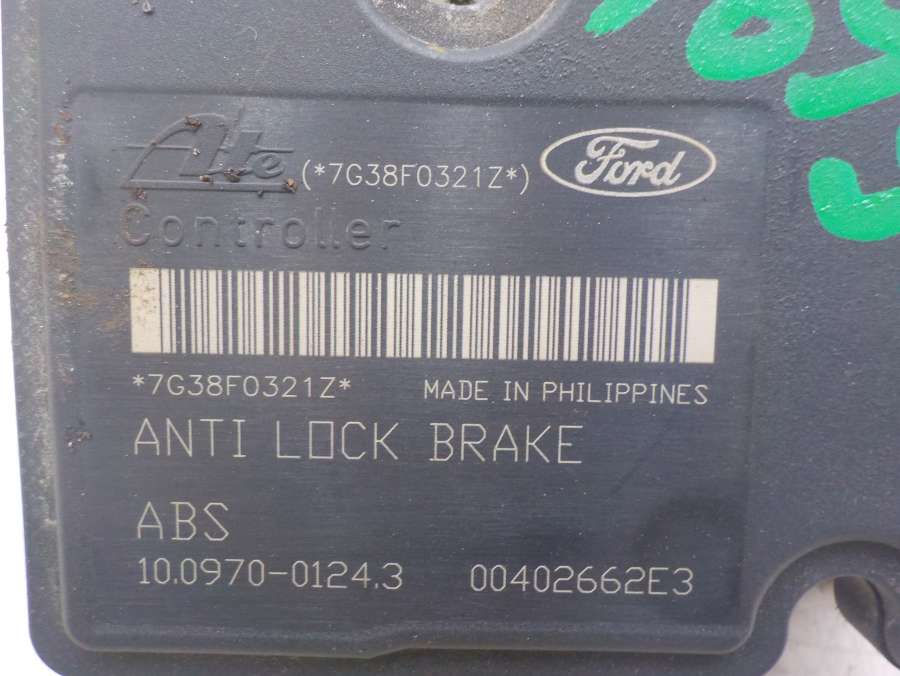 Ate (*7G38F0321Z*) Ford
Controller
*7G38F0321Z* MADE IN PHILIPPINES
ANTI LOCK BRAKE
ABS
10.0970-0124.3 00402662E3